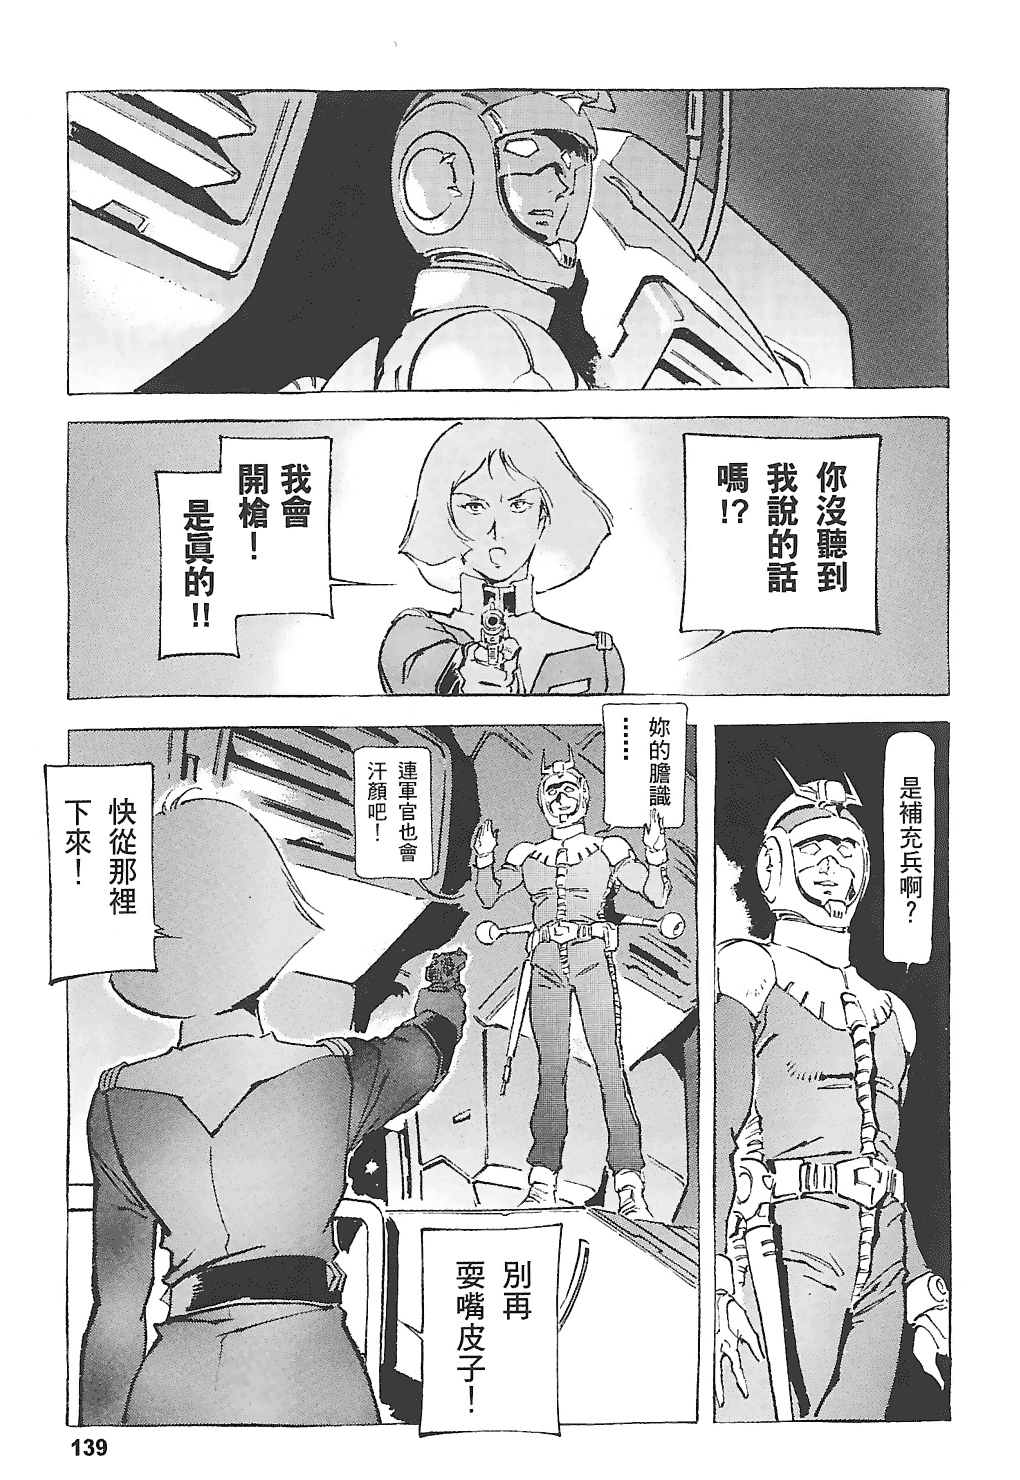 你沒聽到
我說的話
嗎!?
我會
開槍！
是眞的!!
是補充兵啊？
妳的膽識
……
連軍官也會
汗顏吧！
快從那裡
下來！
別再
耍嘴皮子！
139